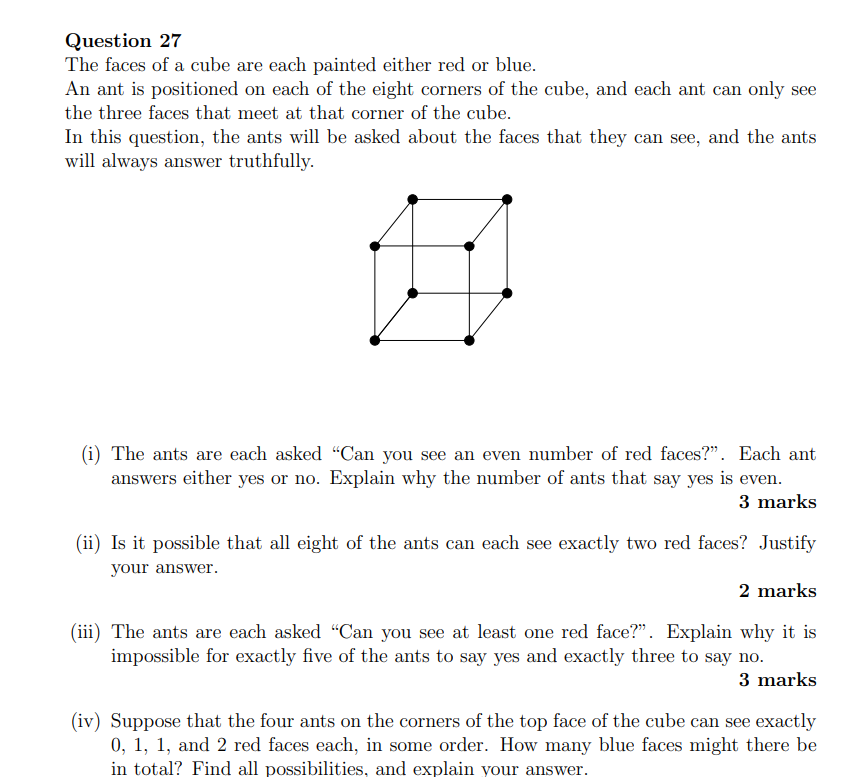 Question 27
The faces of a cube are each painted either red or blue.
An ant is positioned on each of the eight corners of the cube, and each ant can only see
the three faces that meet at that corner of the cube.
In this question, the ants will be asked about the faces that they can see, and the ants
will always answer truthfully.
(i) The ants are each asked “Can you see an even number of red faces?”. Each ant
answers either yes or no. Explain why the number of ants that say yes is even.
3 marks
(ii) Is it possible that all eight of the ants can each see exactly two red faces? Justify
your answer.
2 marks
(iii) The ants are each asked “Can you see at least one red face?”. Explain why it is
impossible for exactly five of the ants to say yes and exactly three to say no.
3 marks
(iv) Suppose that the four ants on the corners of the top face of the cube can see exactly
0, 1, 1, and 2 red faces each, in some order. How many blue faces might there be
in total? Find all possibilities, and explain your answer.